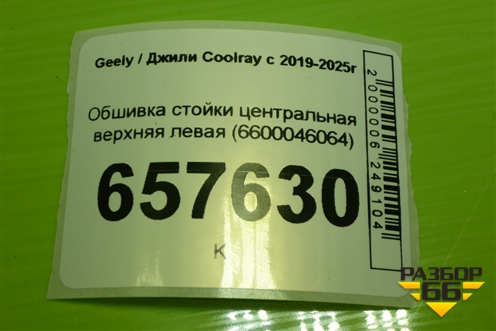 Geely / Джили Coolray с 2019-2025г
Обшивка стойки центральная
верхняя левая (6600046064)
657630
К
2000006249104
РАЗБОР
66